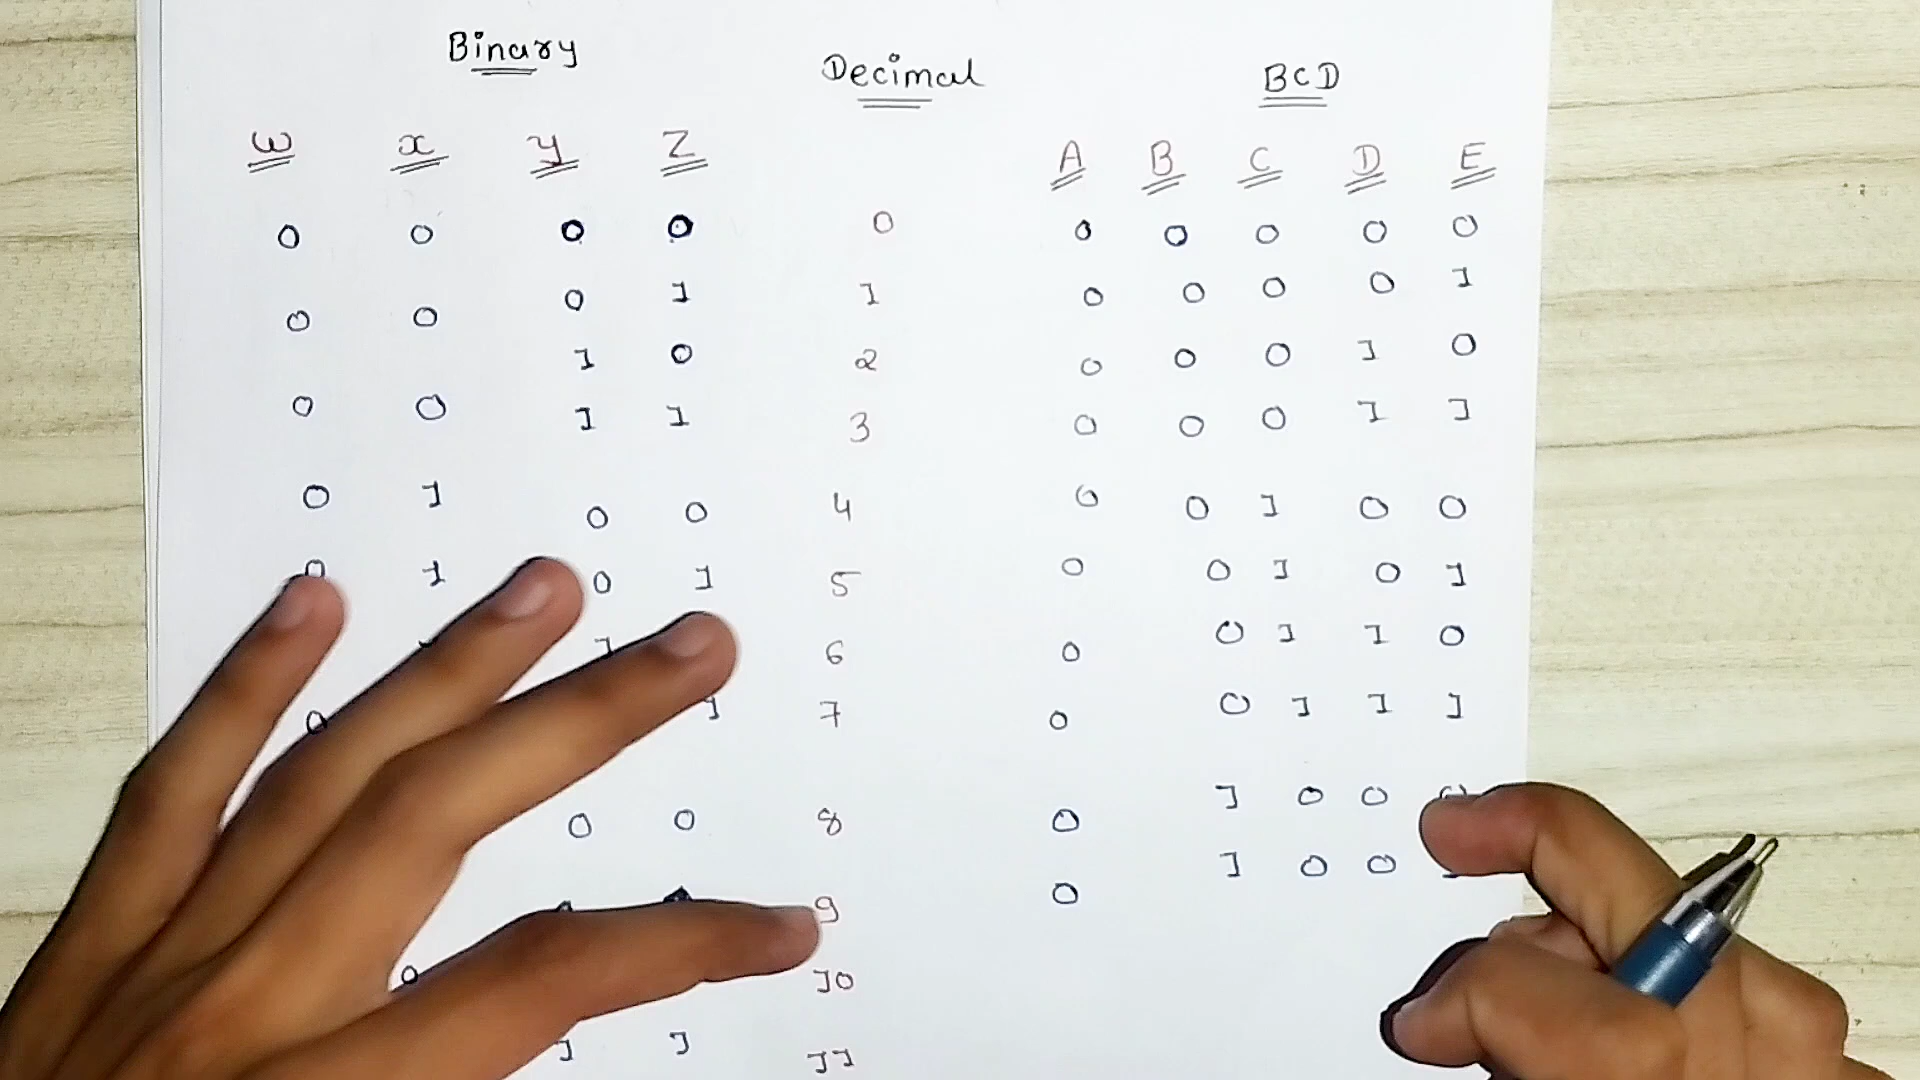 Binary Decimal BCD
W x y Z A B C D E
0 0 0 0 0 0 0 0 0 0
0 0 0 1 1 0 0 0 0 1
0 0 1 0 2 0 0 0 1 0
0 0 1 1 3 0 0 0 1 1
0 1 0 0 4 0 0 1 0 0
0 1 0 1 5 0 0 1 0 1
6 0 0 1 1 0
0 1 7 0 0 1 1 1
0 0 8 0 1 0 0
9 0 1 0 0
0 10
1 1 11